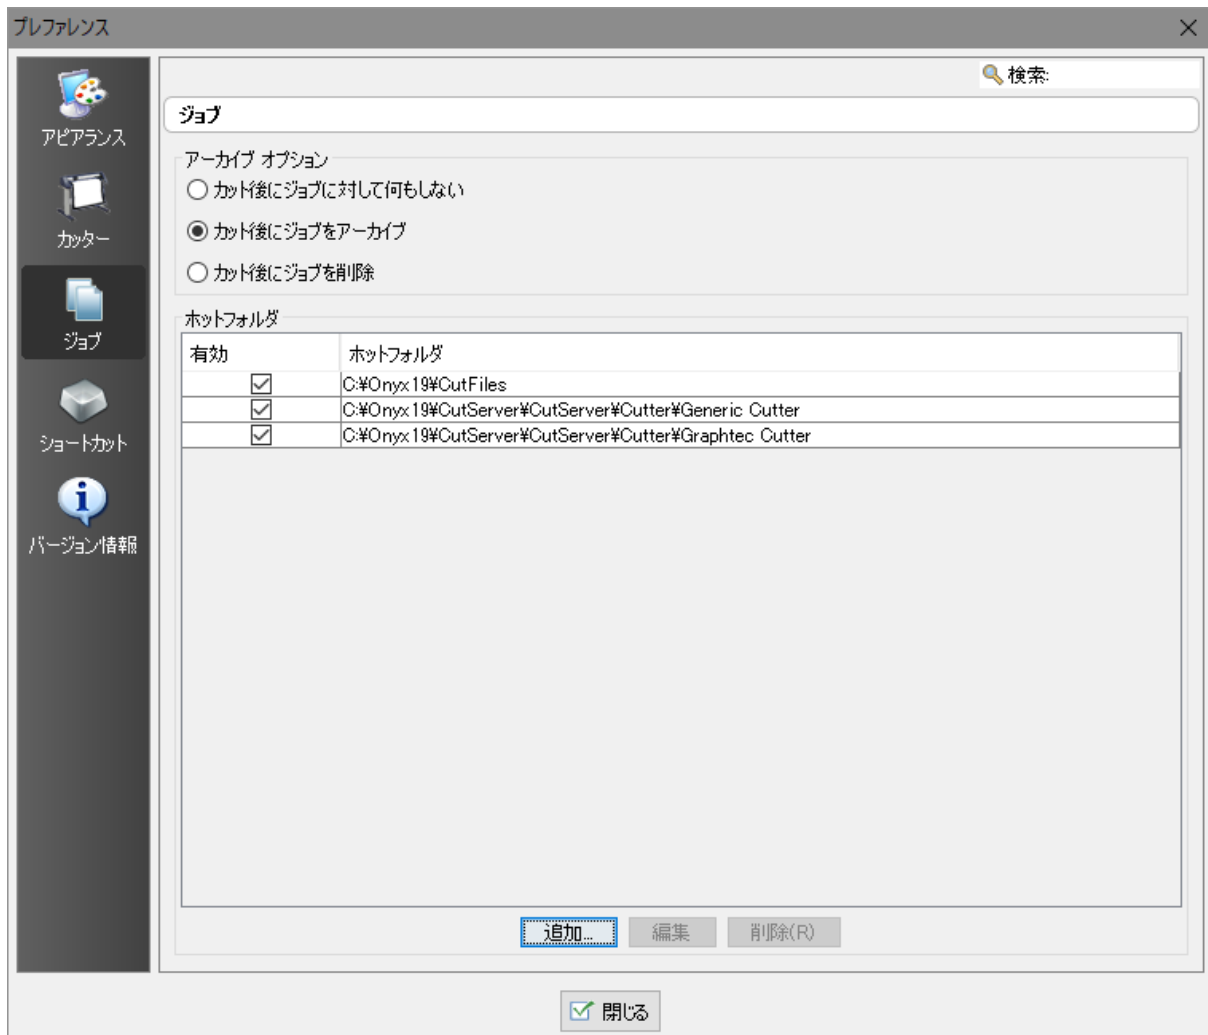 プレファレンス
アピアランス
カッター
ジョブ
ショートカット
バージョン情報
検索:
ジョブ
アーカイブ オプション
カット後にジョブに対して何もしない
カット後にジョブをアーカイブ
カット後にジョブを削除
ホットフォルダ
有効 ホットフォルダ
C:¥Onyx19¥CutFiles
C:¥Onyx19¥CutServer¥CutServer¥Cutter¥Generic Cutter
C:¥Onyx19¥CutServer¥CutServer¥Cutter¥Graphtec Cutter
追加... 編集 削除(R)
閉じる